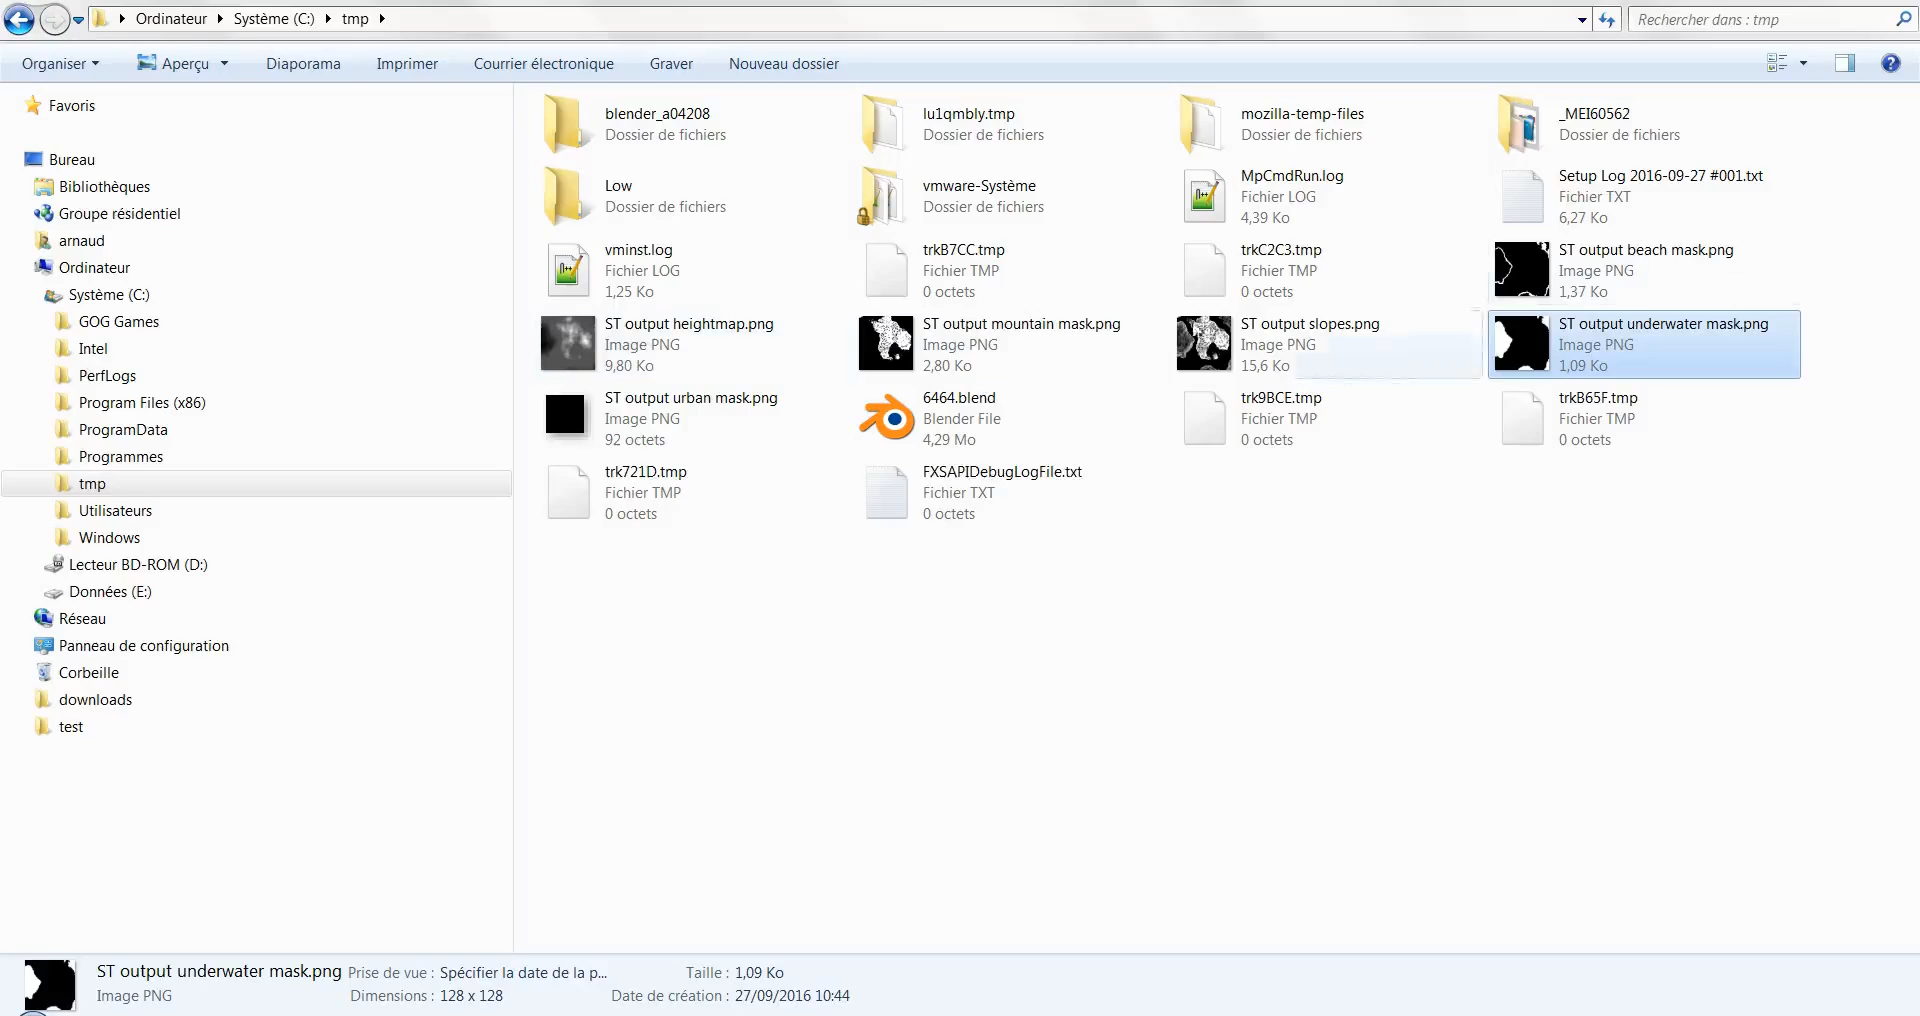 Ordinateur Système (C:) tmp
Rechercher dans : tmp
Organiser Aperçu Diaporama Imprimer Courrier électronique Graver Nouveau dossier
Favoris
Bureau
Bibliothèques
Groupe résidentiel
arnaud
Ordinateur
Système (C:)
GOG Games
Intel
PerfLogs
Program Files (x86)
ProgramData
Programmes
tmp
Utilisateurs
Windows
Lecteur BD-ROM (D:)
Données (E:)
Réseau
Panneau de configuration
Corbeille
downloads
test
blender_a04208
Dossier de fichiers
lu1qmbly.tmp
Dossier de fichiers
mozilla-temp-files
Dossier de fichiers
_MEI60562
Dossier de fichiers
Low
Dossier de fichiers
vmware-Système
Dossier de fichiers
MpCmdRun.log
Fichier LOG
4,39 Ko
Setup Log 2016-09-27 #001.txt
Fichier TXT
6,27 Ko
vminst.log
Fichier LOG
1,25 Ko
trkB7CC.tmp
Fichier TMP
0 octets
trkC2C3.tmp
Fichier TMP
0 octets
ST output beach mask.png
Image PNG
1,37 Ko
ST output heightmap.png
Image PNG
9,80 Ko
ST output mountain mask.png
Image PNG
2,80 Ko
ST output slopes.png
Image PNG
15,6 Ko
ST output underwater mask.png
Image PNG
1,09 Ko
ST output urban mask.png
Image PNG
92 octets
6464.blend
Blender File
4,29 Mo
trk9BCE.tmp
Fichier TMP
0 octets
trkB65F.tmp
Fichier TMP
0 octets
trk721D.tmp
Fichier TMP
0 octets
FXSAPIDebugLogFile.txt
Fichier TXT
0 octets
ST output underwater mask.png Prise de vue : Spécifier la date de la p... Taille : 1,09 Ko
Image PNG Dimensions : 128 x 128 Date de création : 27/09/2016 10:44